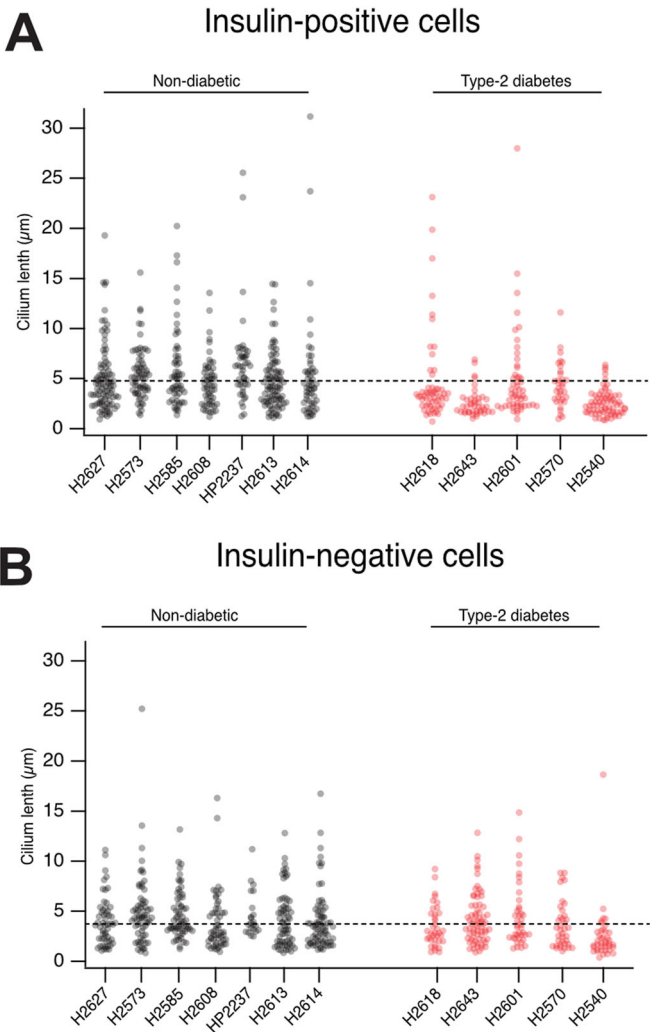 A
Insulin-positive cells
Non-diabetic
Type-2 diabetes
Cilium lenth (µm)
30
25
20
15
10
5
0
H2627
H2573
H2585
H2608
HP2237
H2613
H2614
H2618
H2643
H2601
H2570
H2540
B
Insulin-negative cells
Non-diabetic
Type-2 diabetes
Cilium lenth (µm)
30
25
20
15
10
5
0
H2627
H2573
H2585
H2608
HP2237
H2613
H2614
H2618
H2643
H2601
H2570
H2540